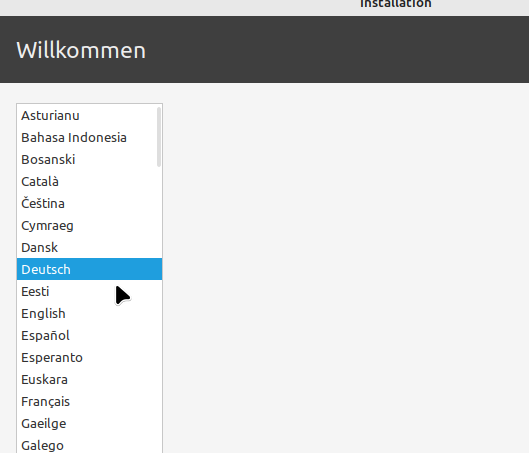 Installation
Willkommen
Asturianu
Bahasa Indonesia
Bosanski
Català
Čeština
Cymraeg
Dansk
Deutsch
Eesti
English
Español
Esperanto
Euskara
Français
Gaeilge
Galego